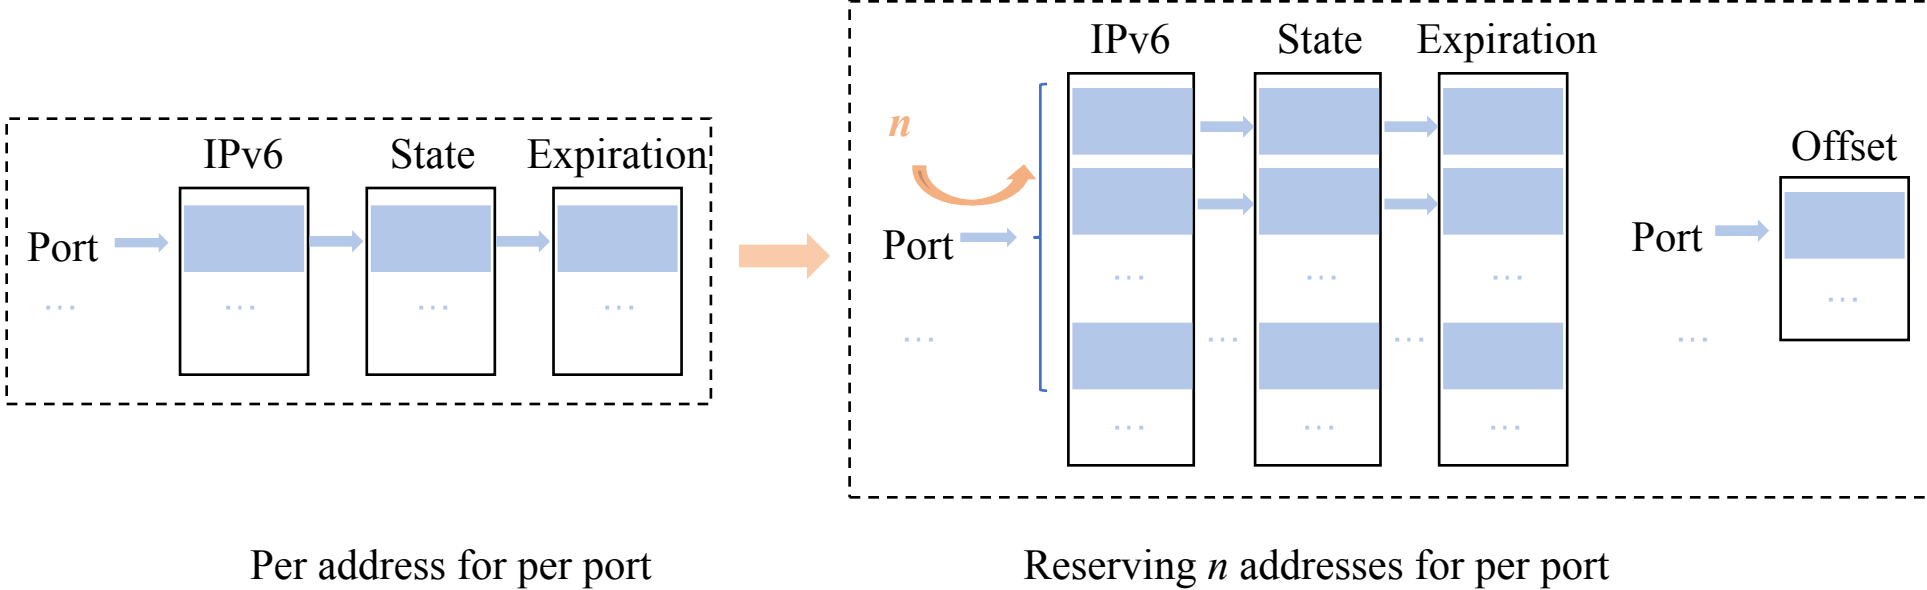 IPv6 State Expiration
Port
... ... ... ...
Per address for per port
IPv6 State Expiration
n
Port
... ... ...
... ... ...
... ... ...
Offset
Port
...
...
Reserving n addresses for per port